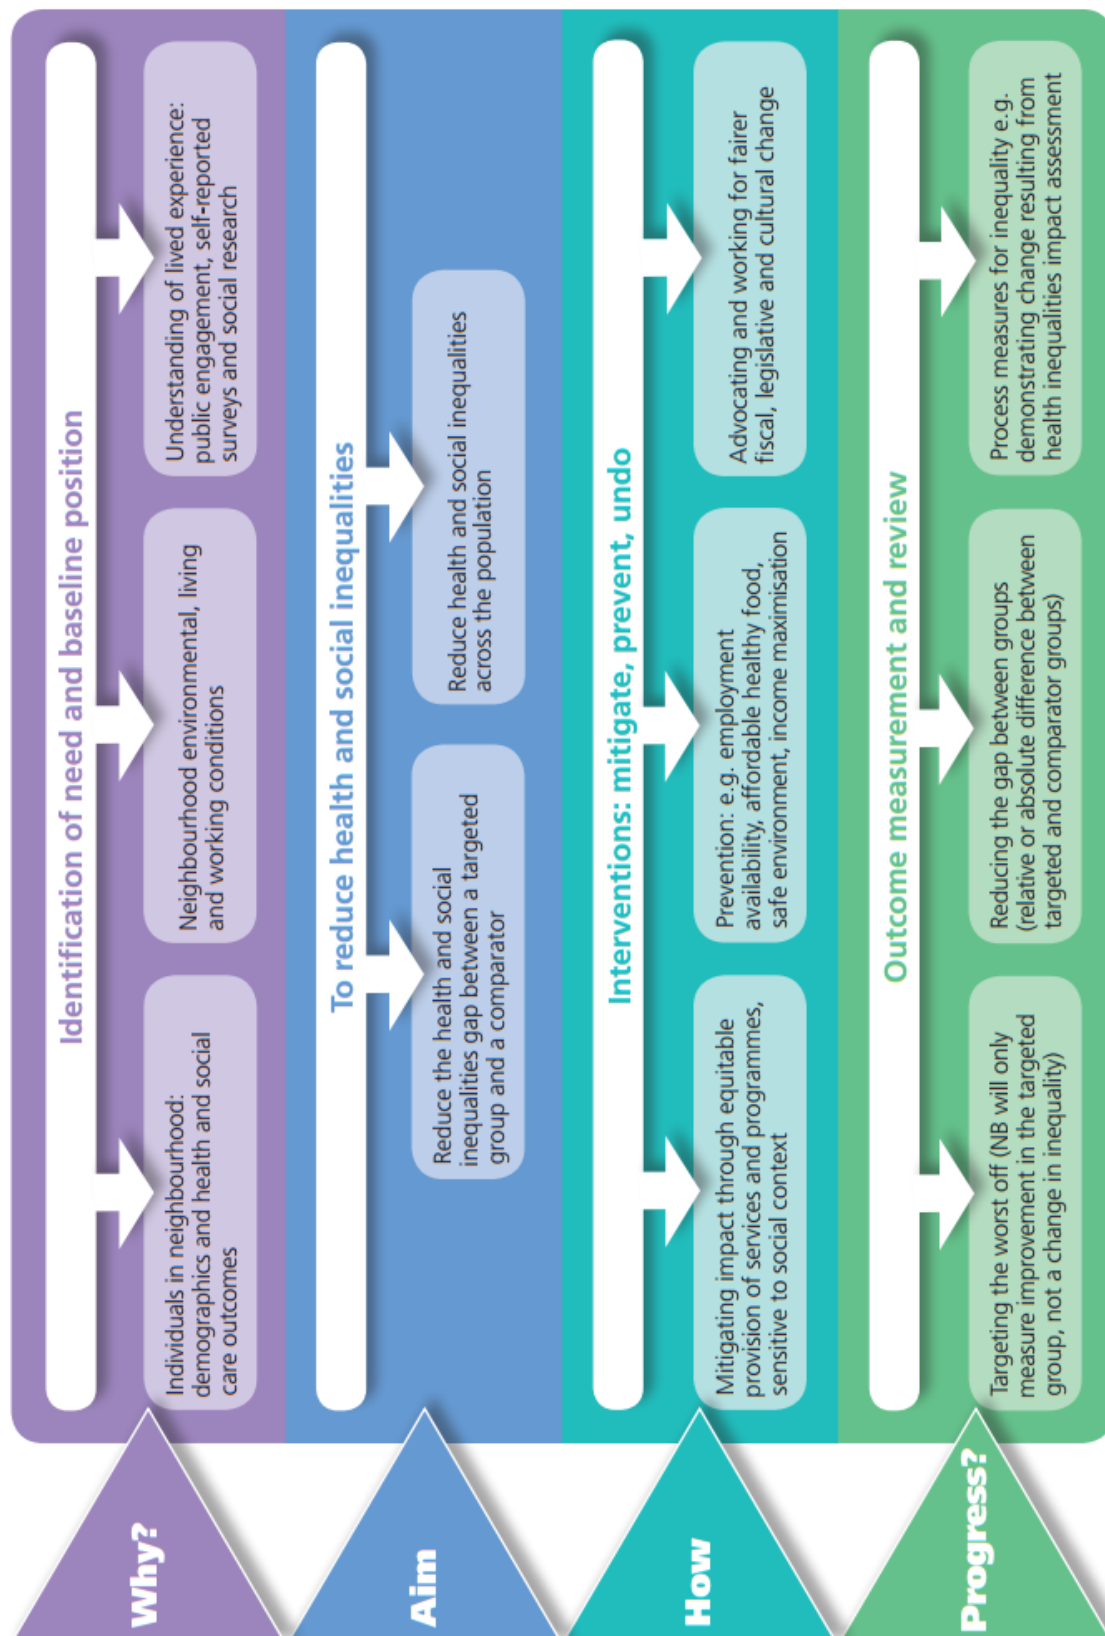 Why?
Identification of need and baseline position
Individuals in neighbourhood:
demographics and health and social
care outcomes
Neighbourhood environmental, living
and working conditions
Understanding of lived experience:
public engagement, self-reported
surveys and social research
Aim
To reduce health and social inequalities
Reduce the health and social
inequalities gap between a targeted
group and a comparator
Reduce health and social inequalities
across the population
How
Interventions: mitigate, prevent, undo
Mitigating impact through equitable
provision of services and programmes,
sensitive to social context
Prevention: e.g. employment
availability, affordable healthy food,
safe environment, income maximisation
Advocating and working for fairer
fiscal, legislative and cultural change
Progress?
Outcome measurement and review
Targeting the worst off (NB will only
measure improvement in the targeted
group, not a change in inequality)
Reducing the gap between groups
(relative or absolute difference between
targeted and comparator groups)
Process measures for inequality e.g.
demonstrating change resulting from
health inequalities impact assessment